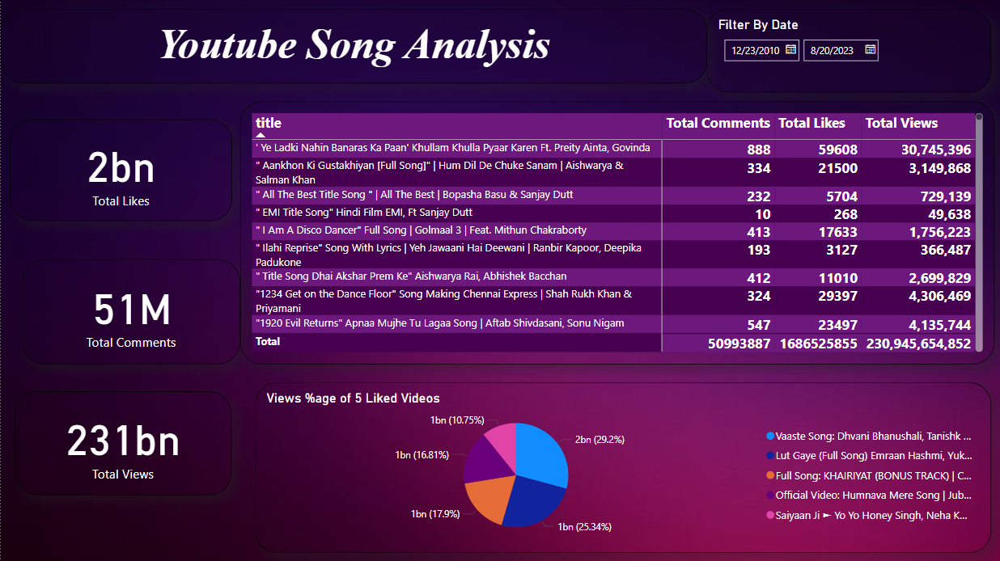 Youtube Song Analysis
Filter By Date
12/23/2010 8/20/2023
2bn
Total Likes
51M
Total Comments
231bn
Total Views
title Total Comments Total Likes Total Views
' Ye Ladki Nahin Banaras Ka Paan' Khullam Khulla Pyaar Karen Ft. Preity Ainta, Govinda 888 59608 30,745,396
" Aankhon Ki Gustakhiyan [Full Song]" | Hum Dil De Chuke Sanam | Aishwarya & 334 21500 3,149,868
Salman Khan
" All The Best Title Song " | All The Best | Bopasha Basu & Sanjay Dutt 232 5704 729,139
" EMI Title Song" Hindi Film EMI, Ft Sanjay Dutt 10 268 49,638
" I Am A Disco Dancer" Full Song | Golmaal 3 | Feat. Mithun Chakraborty 413 17633 1,756,223
" Ilahi Reprise" Song With Lyrics | Yeh Jawaani Hai Deewani | Ranbir Kapoor, Deepika 193 3127 366,487
Padukone
" Title Song Dhai Akshar Prem Ke" Aishwarya Rai, Abhishek Bacchan 412 11010 2,699,829
"1234 Get on the Dance Floor" Song Making Chennai Express | Shah Rukh Khan & 324 29397 4,306,469
Priyamani
"1920 Evil Returns" Apnaa Mujhe Tu Lagaa Song | Aftab Shivdasani, Sonu Nigam 547 23497 4,135,744
Total 50993887 1686525855 230,945,654,852
Views %age of 5 Liked Videos
1bn (10.75%)
2bn (29.2%)
1bn (16.81%)
1bn (17.9%)
1bn (25.34%)
Vaaste Song: Dhvani Bhanushali, Tanishk ...
Lut Gaye (Full Song) Emraan Hashmi, Yuk...
Full Song: KHAIRIYAT (BONUS TRACK) | C...
Official Video: Humnava Mere Song | Jub...
Saiyaan Ji ► Yo Yo Honey Singh, Neha K...